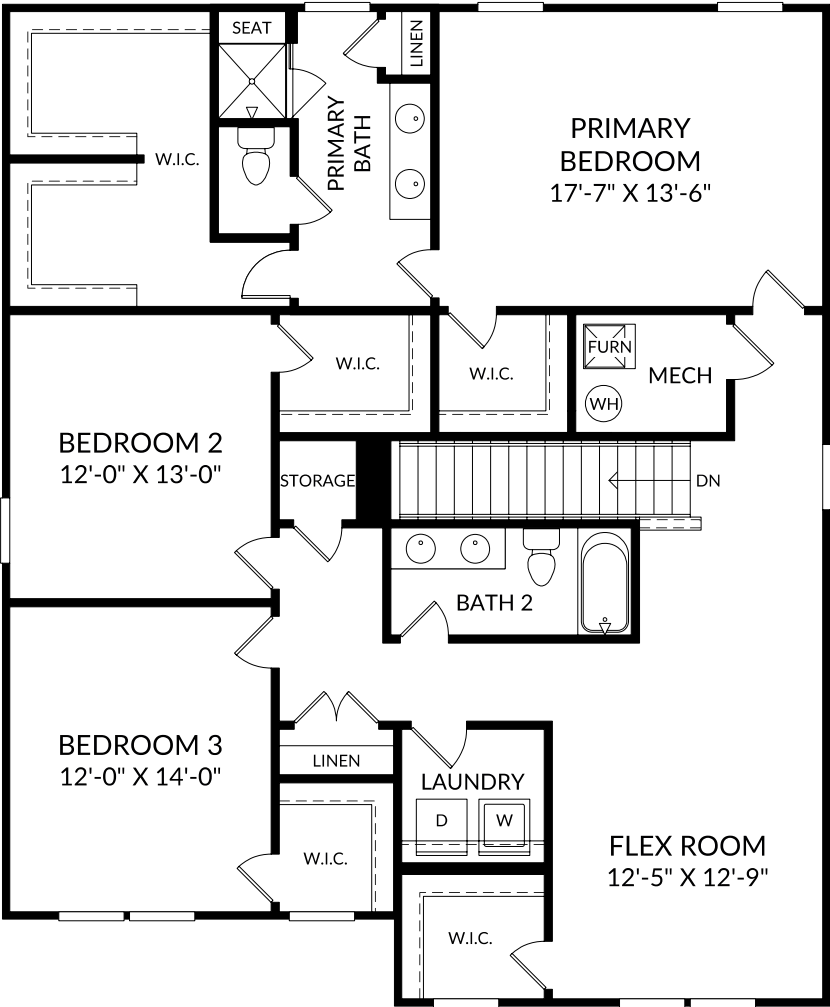 SEAT
LINEN
PRIMARY
BATH
W.I.C.
PRIMARY
BEDROOM
17'-7" X 13'-6"
W.I.C.
W.I.C.
FURN
MECH
WH
BEDROOM 2
12'-0" X 13'-0"
STORAGE
DN
BATH 2
BEDROOM 3
12'-0" X 14'-0"
LINEN
LAUNDRY
D
W
W.I.C.
FLEX ROOM
12'-5" X 12'-9"
W.I.C.